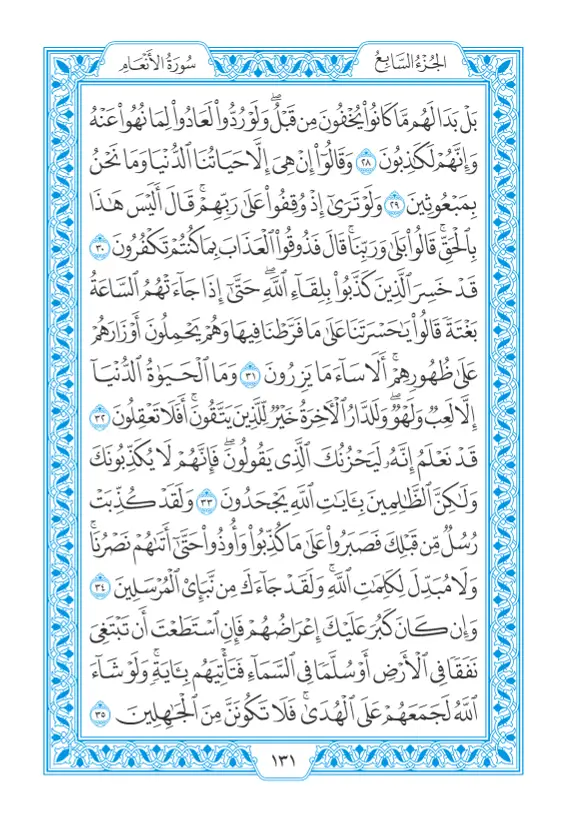 الجُزْءُ السَّابِعُ
سُورَةُ الأَنْعَامِ
بَلْ بَدَا لَهُم مَّا كَانُوا۟ يُخْفُونَ مِن قَبْلُ ۖ وَلَوْ رُدُّوا۟ لَعَادُوا۟ لِمَا نُهُوا۟ عَنْهُ
وَإِنَّهُمْ لَكَٰذِبُونَ ٢٨ وَقَالُوٓا۟ إِنْ هِىَ إِلَّا حَيَاتُنَا ٱلدُّنْيَا وَمَا نَحْنُ
بِمَبْعُوثِينَ ٢٩ وَلَوْ تَرَىٰٓ إِذْ وُقِفُوا۟ عَلَىٰ رَبِّهِمْ ۚ قَالَ أَلَيْسَ هَٰذَا
بِٱلْحَقِّ ۚ قَالُوا۟ بَلَىٰ وَرَبِّنَا ۚ قَالَ فَذُوقُوا۟ ٱلْعَذَابَ بِمَا كُنتُمْ تَكْفُرُونَ ٣٠
قَدْ خَسِرَ ٱلَّذِينَ كَذَّبُوا۟ بِلِقَآءِ ٱللَّهِ ۖ حَتَّىٰٓ إِذَا جَآءَتْهُمُ ٱلسَّاعَةُ
بَغْتَةً قَالُوا۟ يَٰحَسْرَتَنَا عَلَىٰ مَا فَرَّطْنَا فِيهَا وَهُمْ يَحْمِلُونَ أَوْزَارَهُمْ
عَلَىٰ ظُهُورِهِمْ ۚ أَلَا سَآءَ مَا يَزِرُونَ ٣١ وَمَا ٱلْحَيَوٰةُ ٱلدُّنْيَآ
إِلَّا لَعِبٌ وَلَهْوٌ ۖ وَلَلدَّارُ ٱلْءَاخِرَةُ خَيْرٌ لِّلَّذِينَ يَتَّقُونَ ۗ أَفَلَا تَعْقِلُونَ ٣٢
قَدْ نَعْلَمُ إِنَّهُۥ لَيَحْزُنُكَ ٱلَّذِى يَقُولُونَ ۖ فَإِنَّهُمْ لَا يُكَذِّبُونَكَ
وَلَٰكِنَّ ٱلظَّٰلِمِينَ بِـَٔايَٰتِ ٱللَّهِ يَجْحَدُونَ ٣٣ وَلَقَدْ كُذِّبَتْ
رُسُلٌ مِّن قَبْلِكَ فَصَبَرُوا۟ عَلَىٰ مَا كُذِّبُوا۟ وَأُوذُوا۟ حَتَّىٰٓ أَتَىٰهُمْ نَصْرُنَا ۚ
وَلَا مُبَدِّلَ لِكَلِمَٰتِ ٱللَّهِ ۚ وَلَقَدْ جَآءَكَ مِن نَّبَإِى۟ ٱلْمُرْسَلِينَ ٣٤
وَإِن كَانَ كَبُرَ عَلَيْكَ إِعْرَاضُهُمْ فَإِنِ ٱسْتَطَعْتَ أَن تَبْتَغِىَ
نَفَقًا فِى ٱلْأَرْضِ أَوْ سُلَّمًا فِى ٱلسَّمَآءِ فَتَأْتِيَهُم بِـَٔايَةٍ ۚ وَلَوْ شَآءَ
ٱللَّهُ لَجَمَعَهُمْ عَلَى ٱلْهُدَىٰ ۚ فَلَا تَكُونَنَّ مِنَ ٱلْجَٰهِلِينَ ٣٥
١٣١